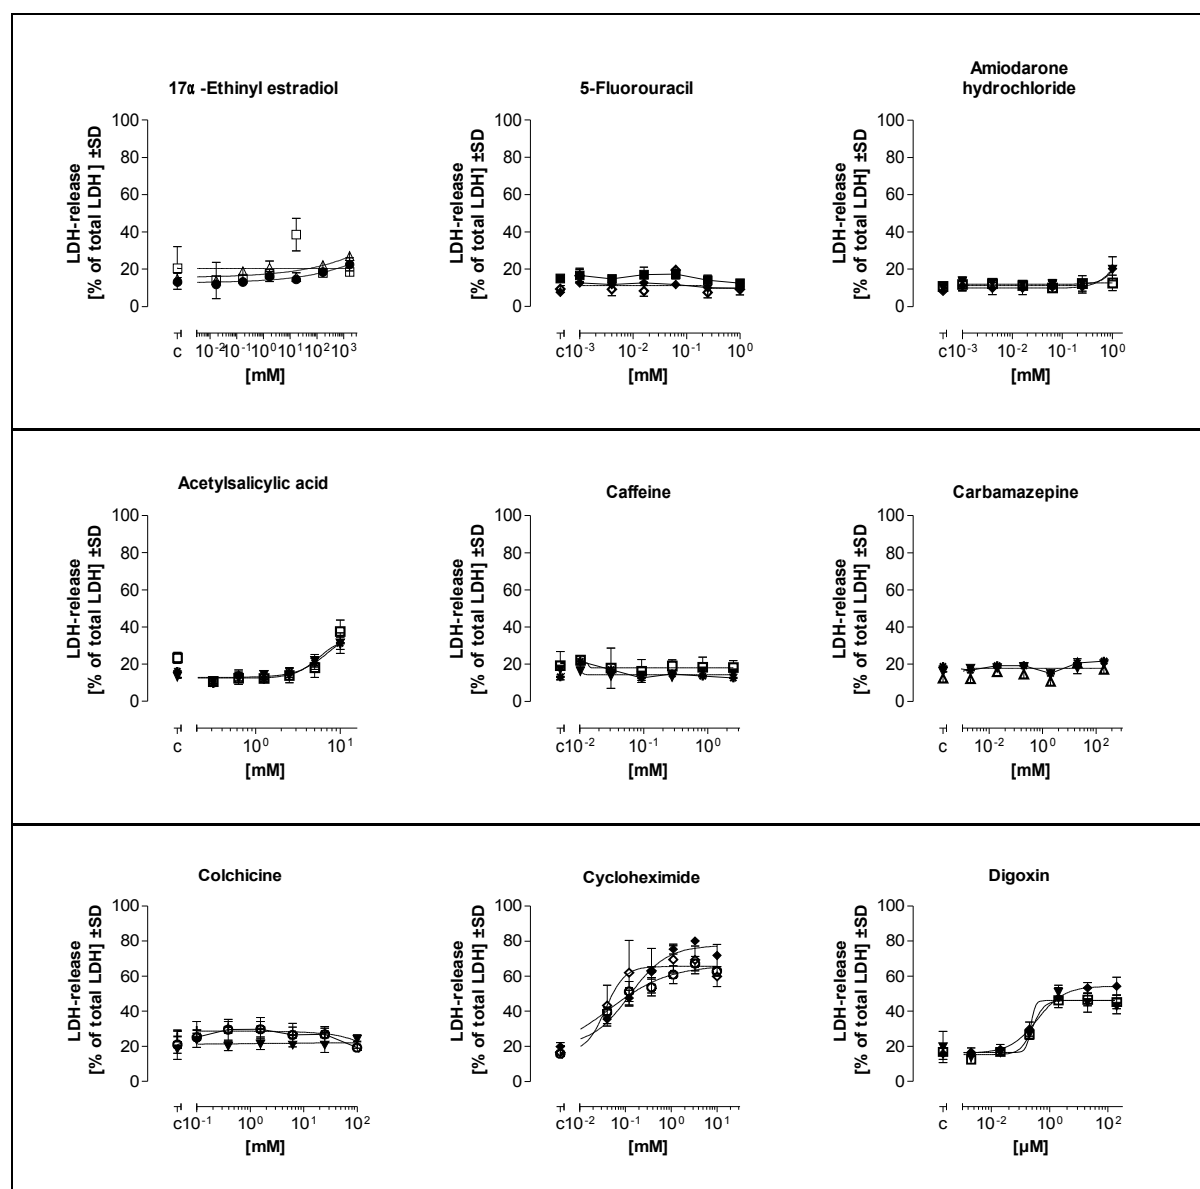 17α -Ethinyl estradiol
LDH-release
[% of total LDH] ±SD
100
80
60
40
20
0
c 10-2 10-1 100 101 102 103
[mM]
5-Fluorouracil
LDH-release
[% of total LDH] ±SD
100
80
60
40
20
0
c 10-3 10-2 10-1 100
[mM]
Amiodarone
hydrochloride
LDH-release
[% of total LDH] ±SD
100
80
60
40
20
0
c 10-3 10-2 10-1 100
[mM]
Acetylsalicylic acid
LDH-release
[% of total LDH] ±SD
100
80
60
40
20
0
c 100 101
[mM]
Caffeine
LDH-release
[% of total LDH] ±SD
100
80
60
40
20
0
c 10-2 10-1 100
[mM]
Carbamazepine
LDH-release
[% of total LDH] ±SD
100
80
60
40
20
0
c 10-2 100 102
[mM]
Colchicine
LDH-release
[% of total LDH] ±SD
100
80
60
40
20
0
c 10-1 100 101 102
[mM]
Cycloheximide
LDH-release
[% of total LDH] ±SD
100
80
60
40
20
0
c 10-2 10-1 100 101
[mM]
Digoxin
LDH-release
[% of total LDH] ±SD
100
80
60
40
20
0
c 10-2 100 102
[µM]